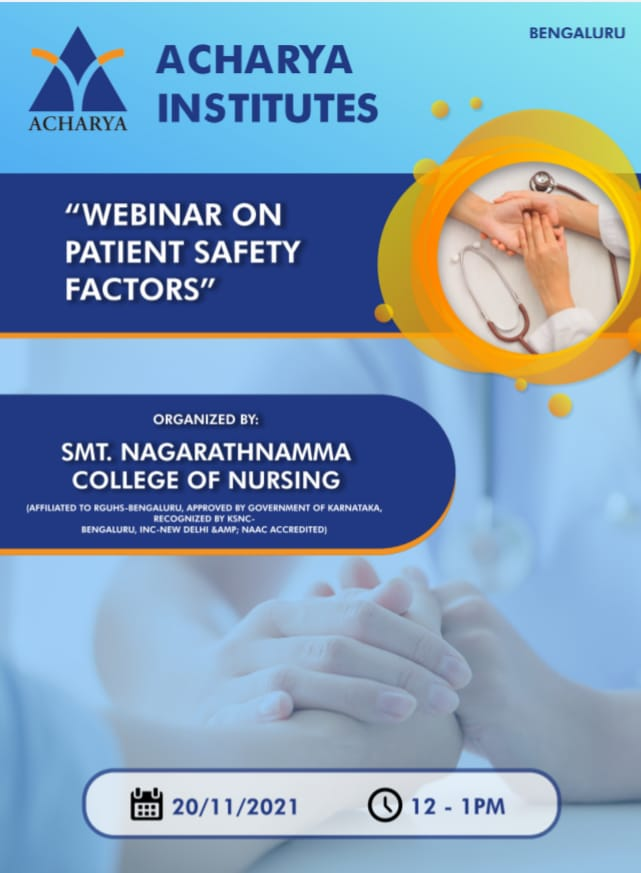 BENGALURU
ACHARYA
ACHARYA
INSTITUTES
“WEBINAR ON
PATIENT SAFETY
FACTORS”
ORGANIZED BY:
SMT. NAGARATHNAMMA
COLLEGE OF NURSING
(AFFILIATED TO RGUHS-BENGALURU, APPROVED BY GOVERNMENT OF KARNATAKA,
RECOGNIZED BY KSNC-
BENGALURU, INC-NEW DELHI &AMP; NAAC ACCREDITED)
20/11/2021 12 - 1PM